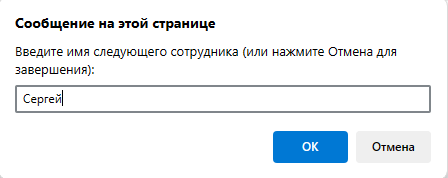 Сообщение на этой странице
Введите имя следующего сотрудника (или нажмите Отмена для
завершения):
Сергей
ОК
Отмена